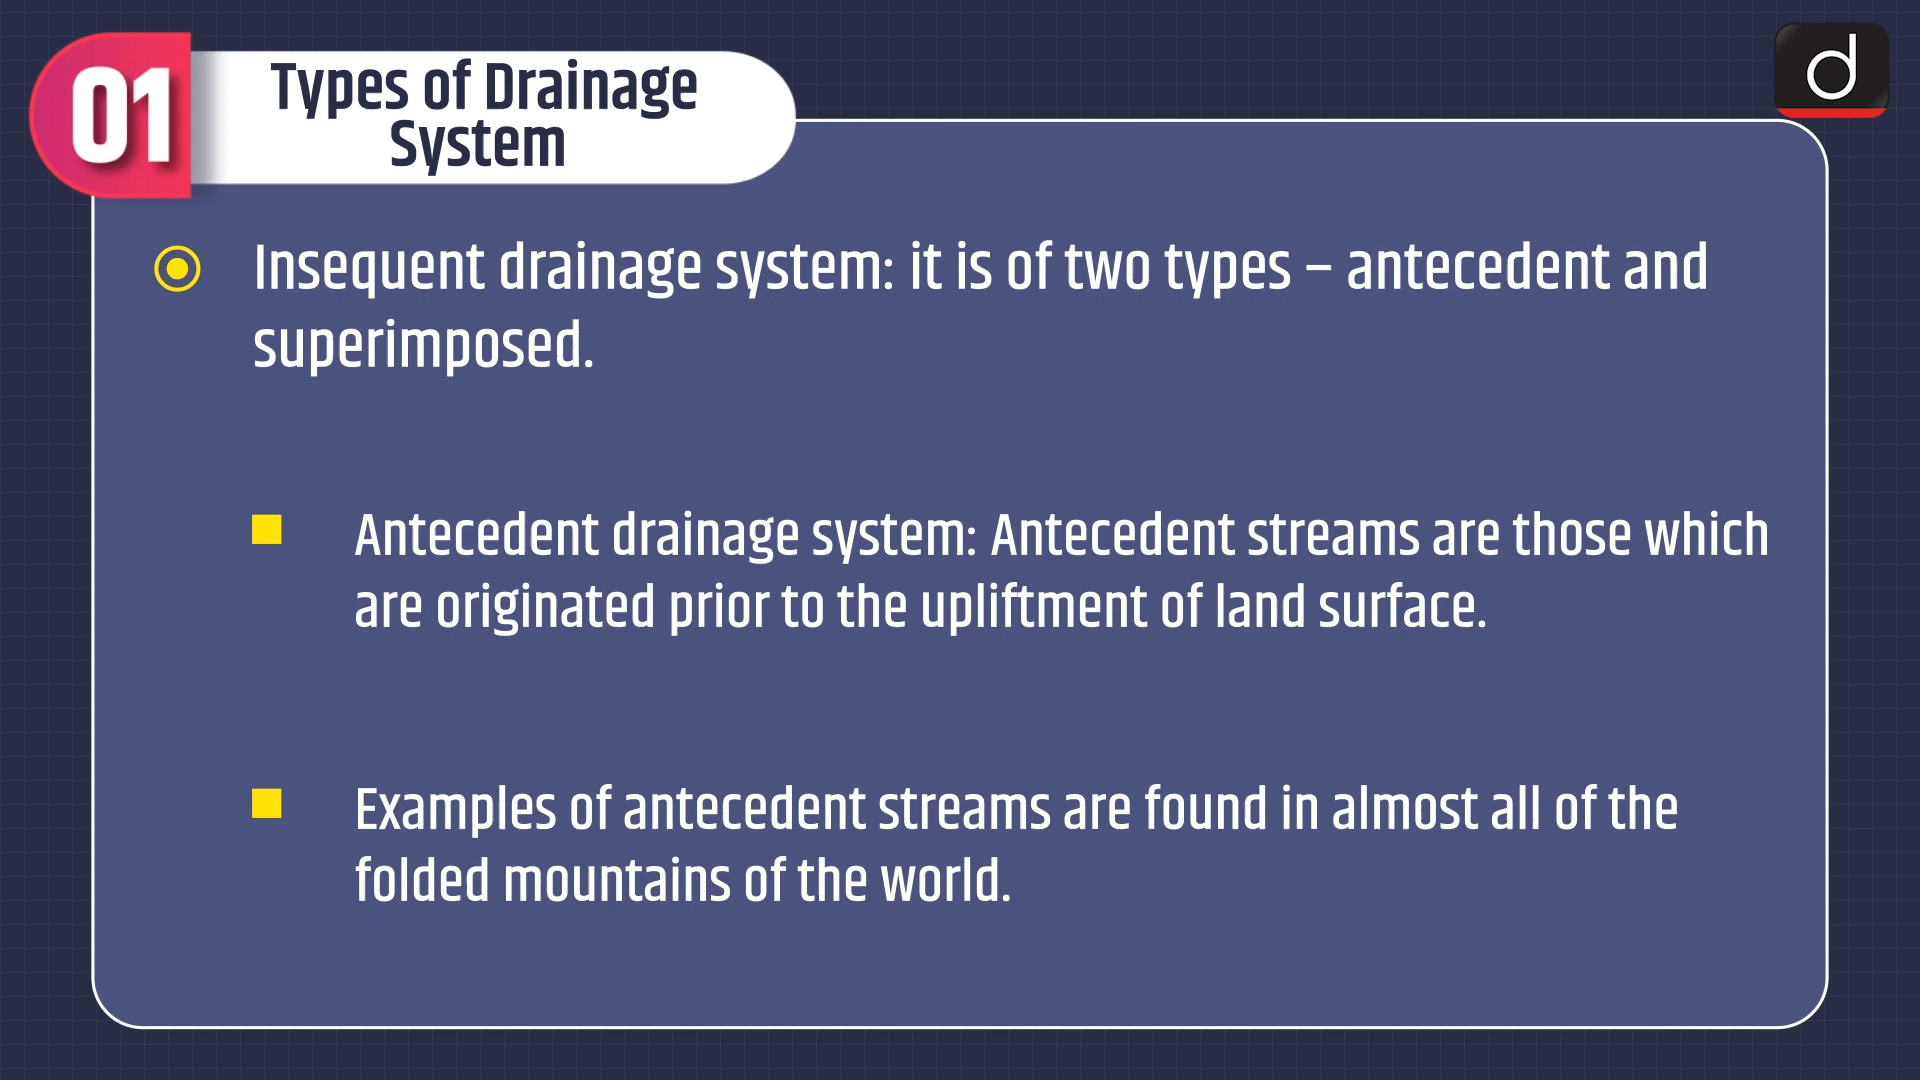 01
Types of Drainage
System
d
Insequent drainage system: it is of two types – antecedent and
superimposed.
Antecedent drainage system: Antecedent streams are those which
are originated prior to the upliftment of land surface.
Examples of antecedent streams are found in almost all of the
folded mountains of the world.